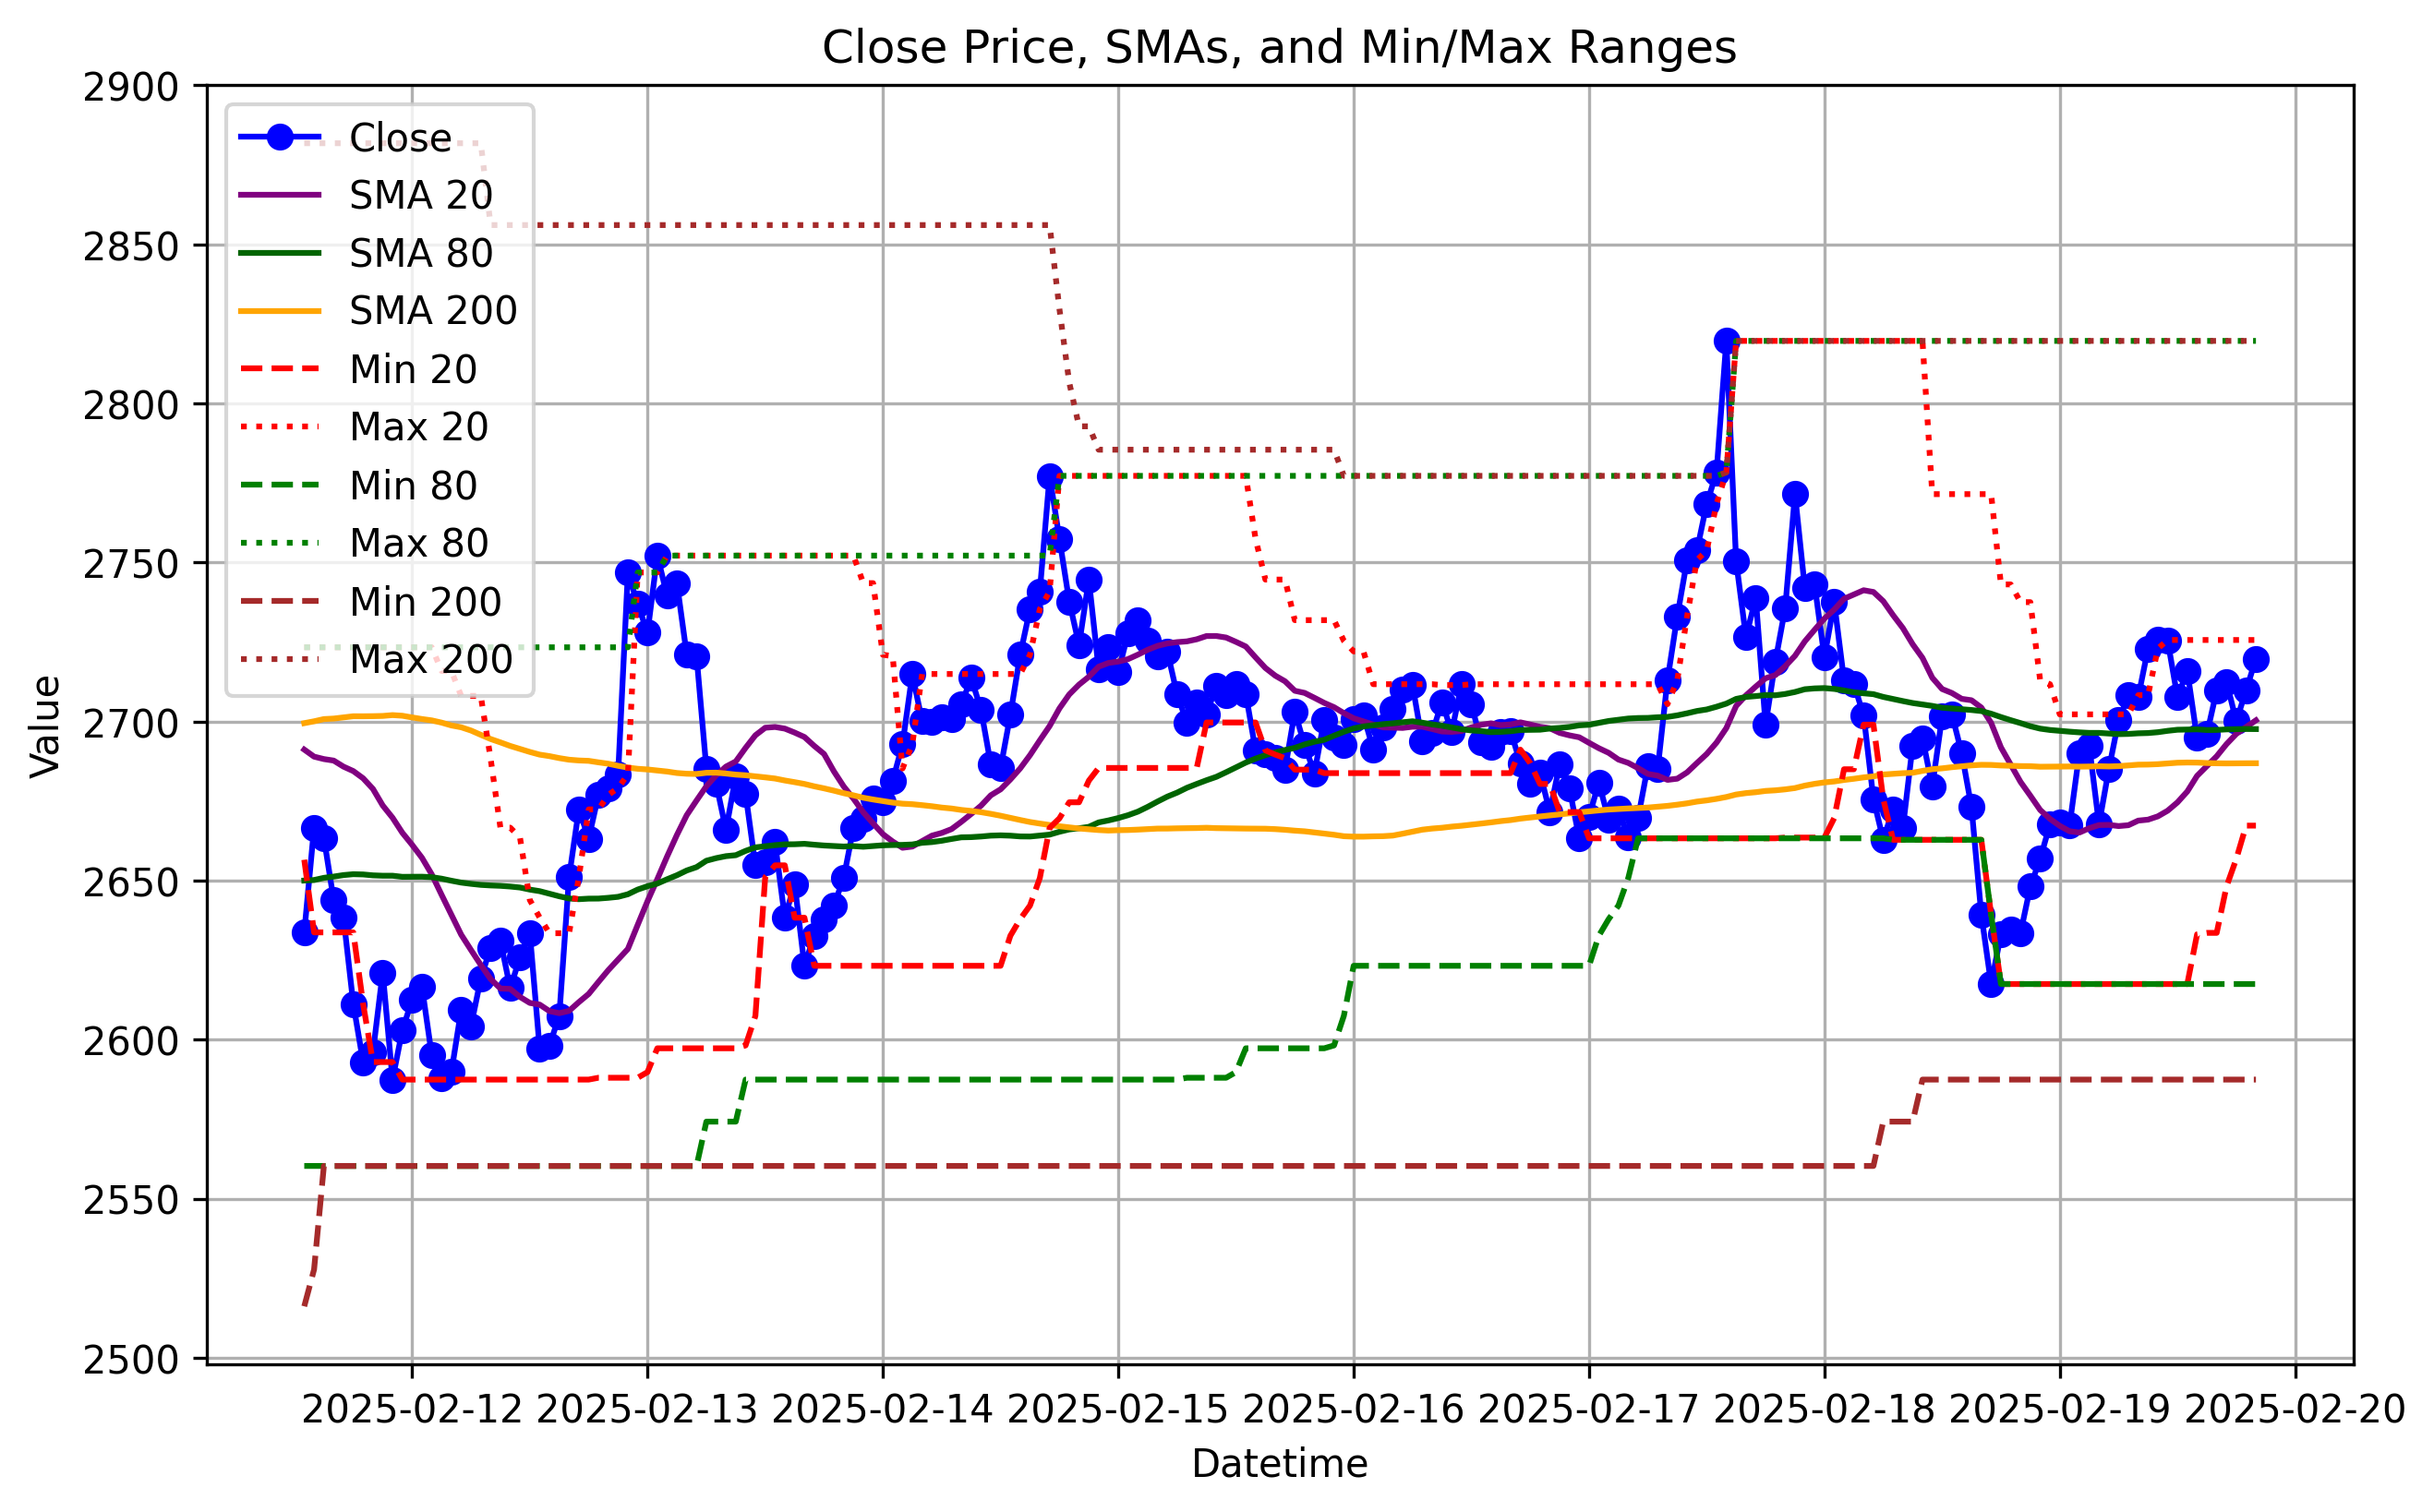 Close Price, SMAs, and Min/Max Ranges
2900
2850
2800
2750
2700
2650
2600
2550
2500
Value
Close
SMA 20
SMA 80
SMA 200
Min 20
Max 20
Min 80
Max 80
Min 200
Max 200
2025-02-12 2025-02-13 2025-02-14 2025-02-15 2025-02-16 2025-02-17 2025-02-18 2025-02-19 2025-02-20
Datetime